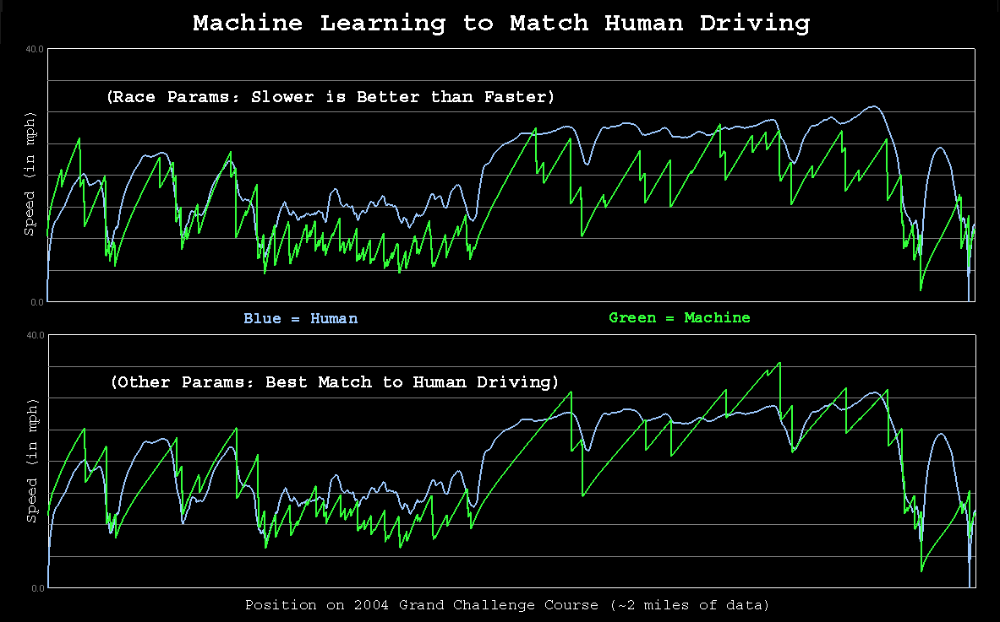 Machine Learning to Match Human Driving
40.0
(Race Params: Slower is Better than Faster)
Speed (in mph)
0.0
Blue = Human
Green = Machine
40.0
(Other Params: Best Match to Human Driving)
Speed (in mph)
0.0
Position on 2004 Grand Challenge Course (~2 miles of data)